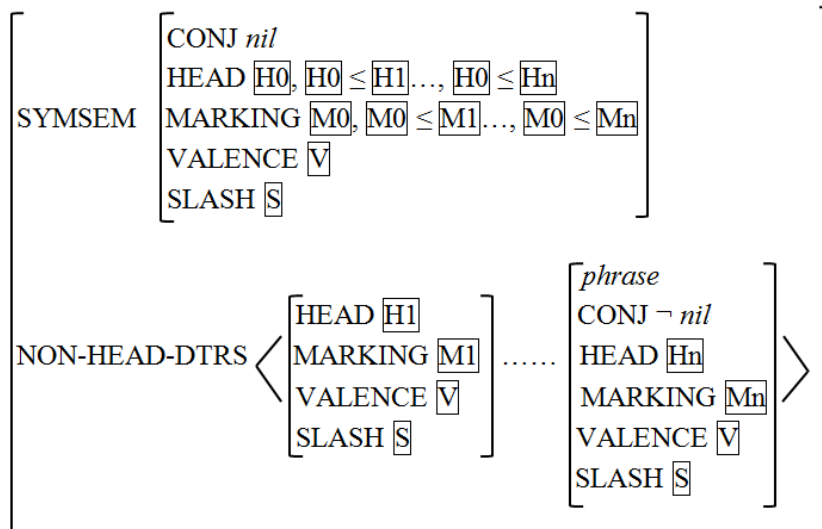 CONJ nil
HEAD H0, H0 ≤ H1..., H0 ≤ Hn
SYMSEM MARKING M0, M0 ≤ M1..., M0 ≤ Mn
VALENCE V
SLASH S
phrase
HEAD H1 CONJ ¬ nil
NON-HEAD-DTRS MARKING M1 ...... HEAD Hn
VALENCE V MARKING Mn
SLASH S VALENCE V
SLASH S